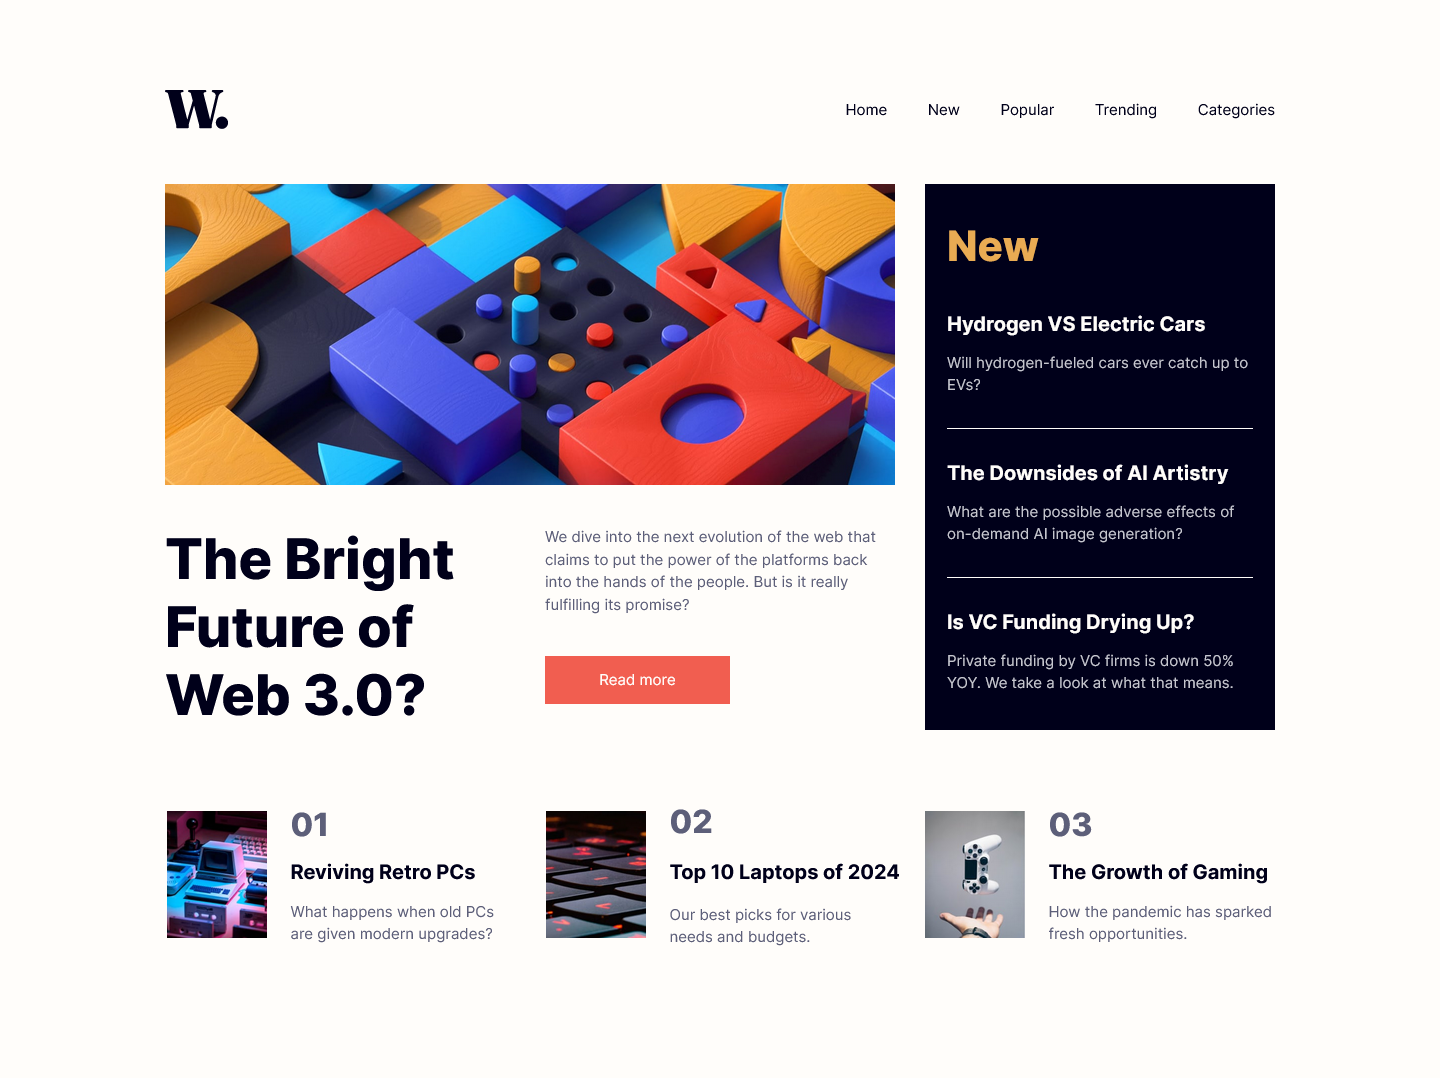 W.
Home New Popular Trending Categories
The Bright
Future of
Web 3.0?
We dive into the next evolution of the web that
claims to put the power of the platforms back
into the hands of the people. But is it really
fulfilling its promise?
Read more
New
Hydrogen VS Electric Cars
Will hydrogen-fueled cars ever catch up to
EVs?
The Downsides of AI Artistry
What are the possible adverse effects of
on-demand AI image generation?
Is VC Funding Drying Up?
Private funding by VC firms is down 50%
YOY. We take a look at what that means.
01
Reviving Retro PCs
What happens when old PCs
are given modern upgrades?
02
Top 10 Laptops of 2024
Our best picks for various
needs and budgets.
03
The Growth of Gaming
How the pandemic has sparked
fresh opportunities.